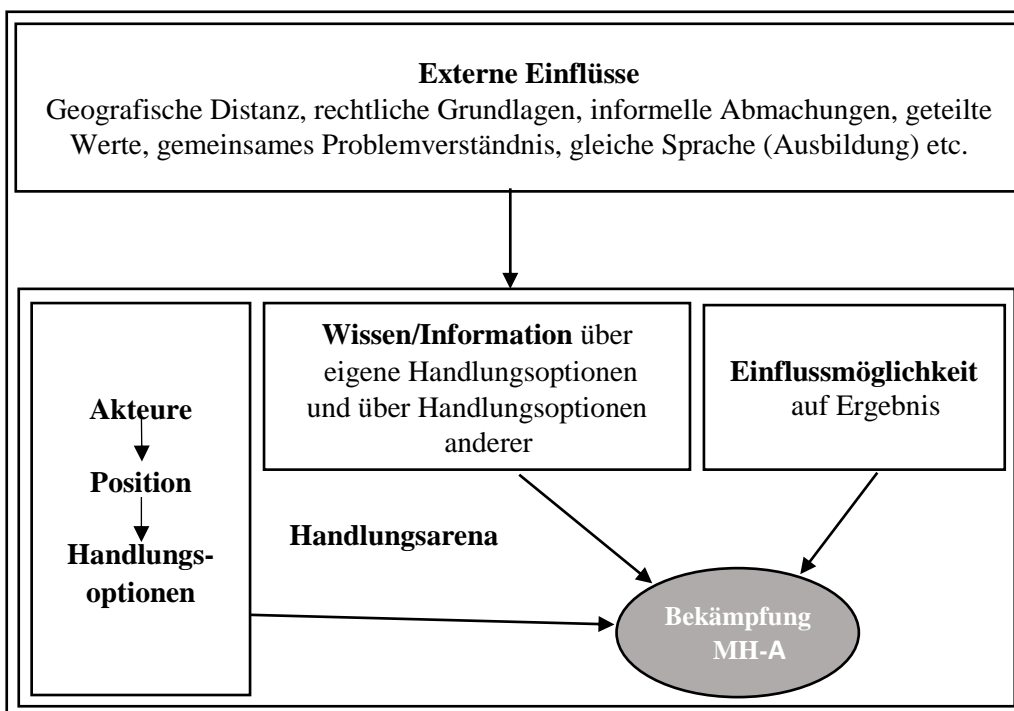 Externe Einflüsse
Geografische Distanz, rechtliche Grundlagen, informelle Abmachungen, geteilte
Werte, gemeinsames Problemverständnis, gleiche Sprache (Ausbildung) etc.
Akteure
Position
Handlungs-
optionen
Wissen/Information über
eigene Handlungsoptionen
und über Handlungsoptionen
anderer
Einflussmöglichkeit
auf Ergebnis
Handlungsarena
Bekämpfung
MH-A